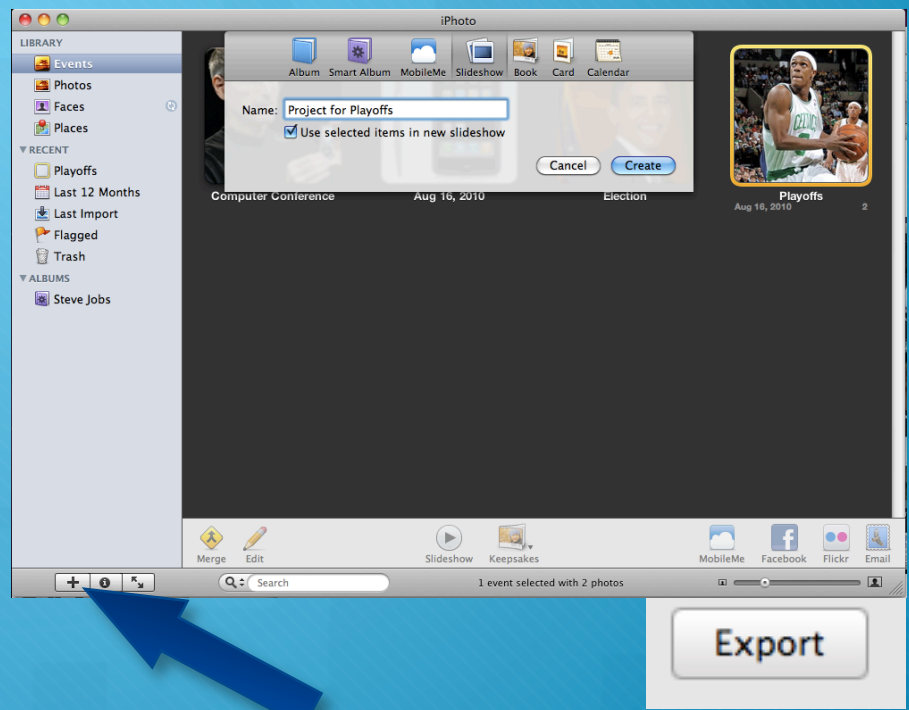 iPhoto
LIBRARY
Events
Photos
Faces
Places
RECENT
Playoffs
Last 12 Months
Last Import
Flagged
Trash
ALBUMS
Steve Jobs
Album Smart Album MobileMe Slideshow Book Card Calendar
Name: Project for Playoffs
Use selected items in new slideshow
Cancel Create
Computer Conference Aug 16, 2010 Election Playoffs
Aug 16, 2010 2
CELTICS
Merge Edit Slideshow Keepsakes MobileMe Facebook Flickr Email
Search 1 event selected with 2 photos
Export